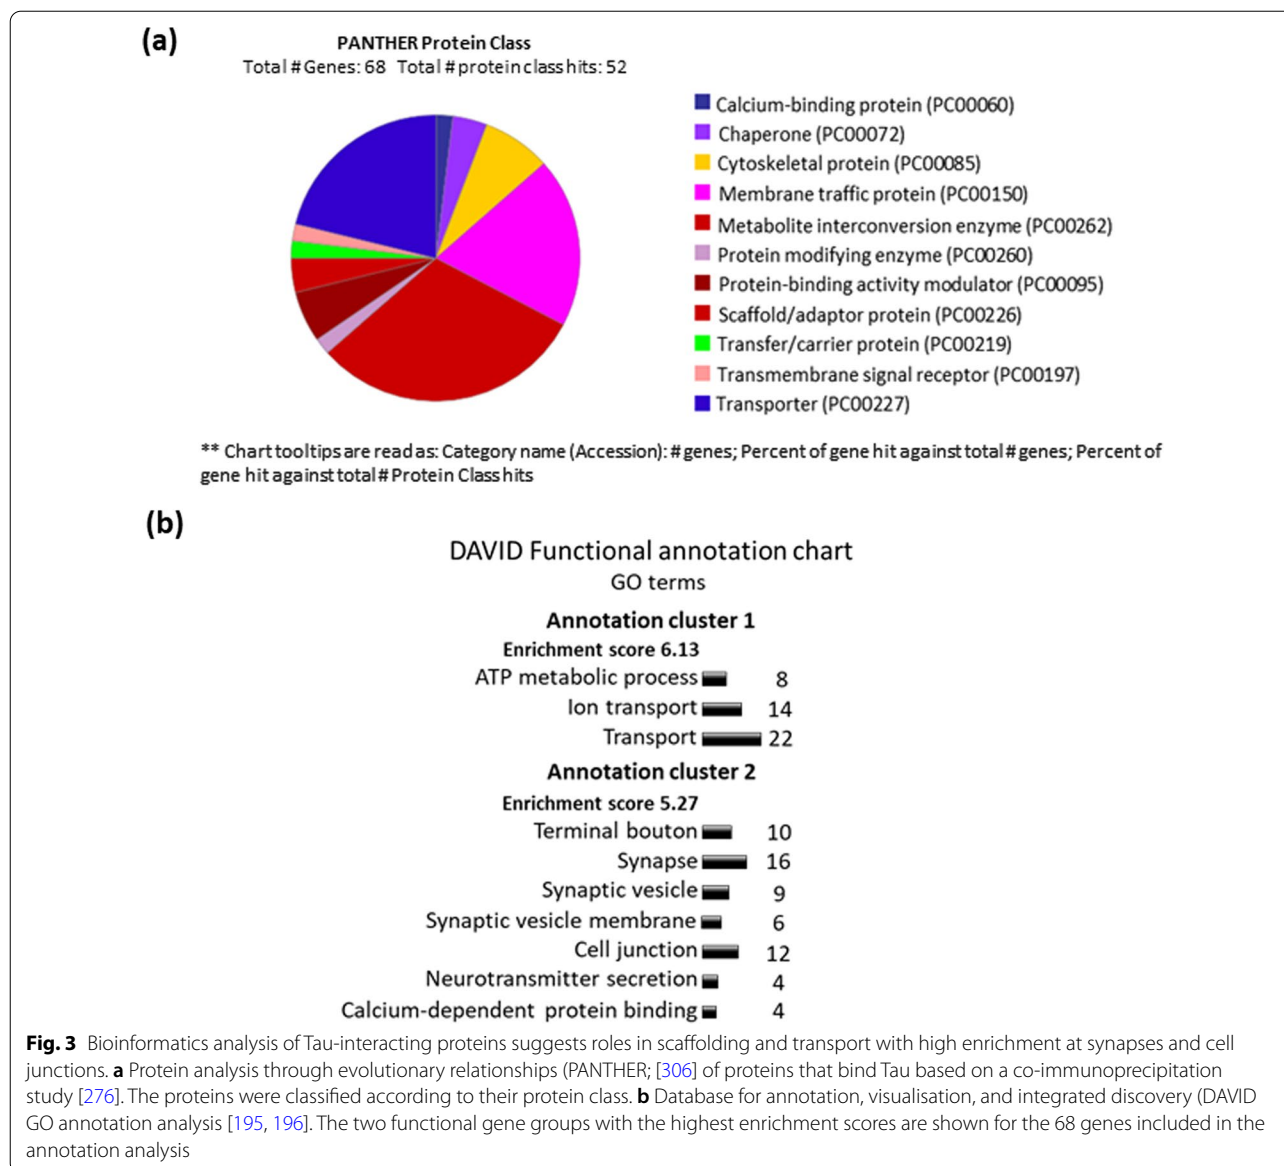 (a)
PANTHER Protein Class
Total # Genes: 68 Total # protein class hits: 52
Calcium-binding protein (PC00060)
Chaperone (PC00072)
Cytoskeletal protein (PC00085)
Membrane traffic protein (PC00150)
Metabolite interconversion enzyme (PC00262)
Protein modifying enzyme (PC00260)
Protein-binding activity modulator (PC00095)
Scaffold/adaptor protein (PC00226)
Transfer/carrier protein (PC00219)
Transmembrane signal receptor (PC00197)
Transporter (PC00227)
** Chart tooltips are read as: Category name (Accession): # genes; Percent of gene hit against total # genes; Percent of
gene hit against total # Protein Class hits
(b)
DAVID Functional annotation chart
GO terms
Annotation cluster 1
Enrichment score 6.13
ATP metabolic process 8
Ion transport 14
Transport 22
Annotation cluster 2
Enrichment score 5.27
Terminal bouton 10
Synapse 16
Synaptic vesicle 9
Synaptic vesicle membrane 6
Cell junction 12
Neurotransmitter secretion 4
Calcium-dependent protein binding 4
Fig. 3 Bioinformatics analysis of Tau-interacting proteins suggests roles in scaffolding and transport with high enrichment at synapses and cell
junctions. a Protein analysis through evolutionary relationships (PANTHER; [306] of proteins that bind Tau based on a co-immunoprecipitation
study [276]. The proteins were classified according to their protein class. b Database for annotation, visualisation, and integrated discovery (DAVID
GO annotation analysis [195, 196]. The two functional gene groups with the highest enrichment scores are shown for the 68 genes included in the
annotation analysis